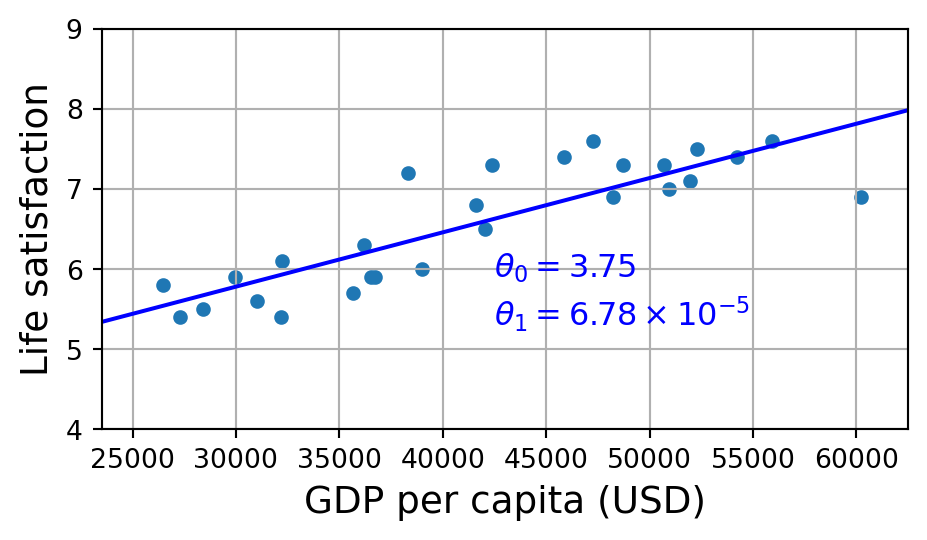 9
8
7
6
5
4
Life satisfaction
θ₀ = 3.75
θ₁ = 6.78 × 10⁻⁵
25000 30000 35000 40000 45000 50000 55000 60000
GDP per capita (USD)